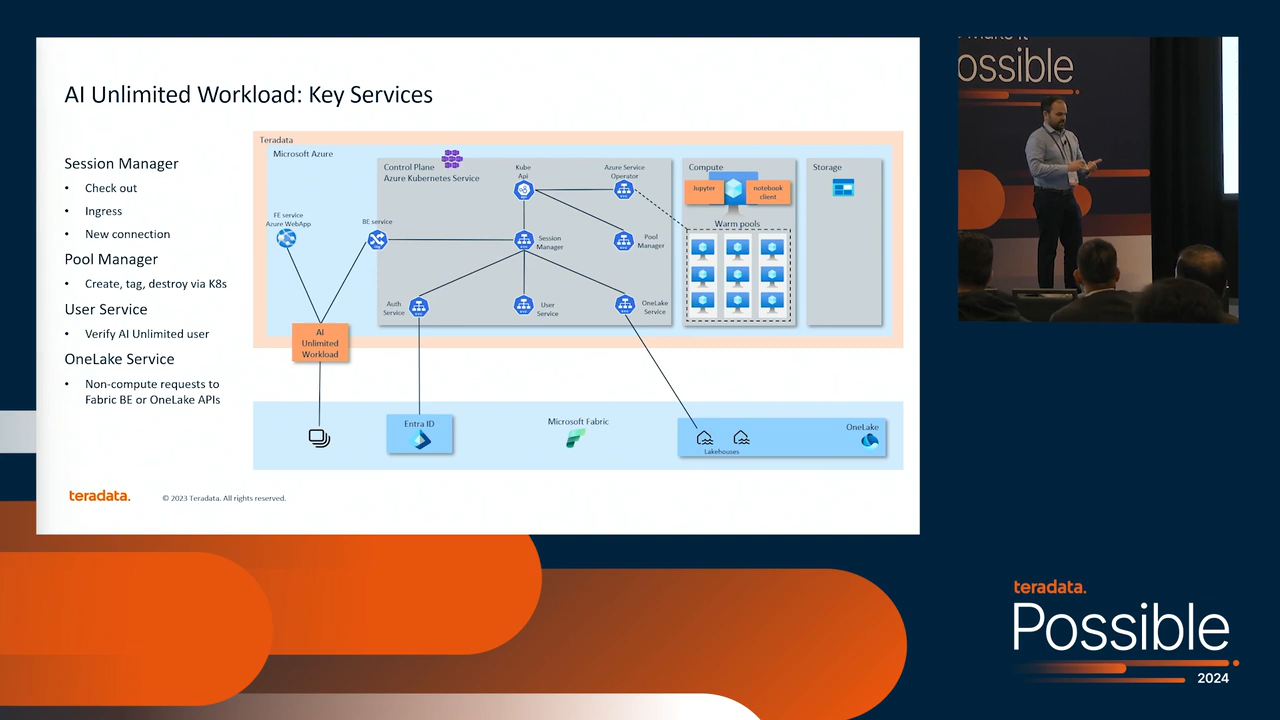 AI Unlimited Workload: Key Services
Session Manager
• Check out
• Ingress
• New connection
Pool Manager
• Create, tag, destroy via K8s
User Service
• Verify AI Unlimited user
OneLake Service
• Non-compute requests to
Fabric BE or OneLake APIs
Teradata
Microsoft Azure
Control Plane
Azure Kubernetes Service
Kube
Api
Azure Service
Operator
FE service
Azure WebApp
BE service
Session
Manager
Pool
Manager
Auth
Service
User
Service
OneLake
Service
AI
Unlimited
Workload
Compute
Jupyter
notebook
client
Warm pools
Storage
Entra ID
Microsoft Fabric
Lakehouses
OneLake
teradata.
© 2023 Teradata. All rights reserved.
ossible
teradata.
Possible
2024